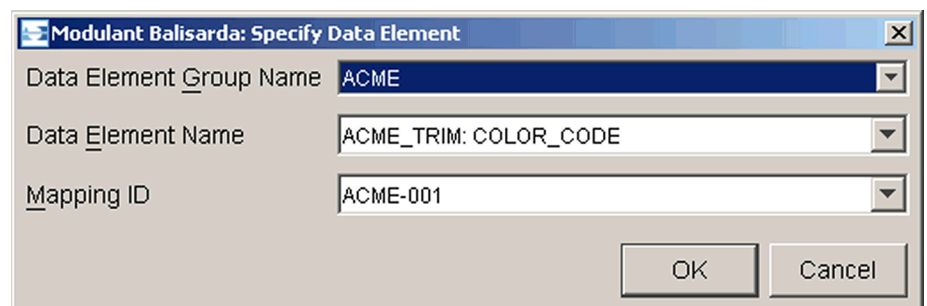 Modulant Balisarda: Specify Data Element
Data Element Group Name ACME
Data Element Name ACME_TRIM: COLOR_CODE
Mapping ID ACME-001
OK Cancel